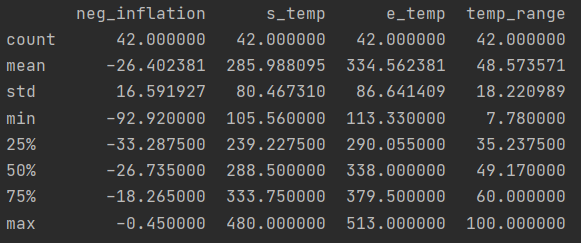 neg_inflation s_temp e_temp temp_range
count 42.000000 42.000000 42.000000 42.000000
mean -26.402381 285.988095 334.562381 48.573571
std 16.591927 80.467310 86.641409 18.220989
min -92.920000 105.560000 113.330000 7.780000
25% -33.287500 239.227500 290.055000 35.237500
50% -26.735000 288.500000 338.000000 49.170000
75% -18.265000 333.750000 379.500000 60.000000
max -0.450000 480.000000 513.000000 100.000000